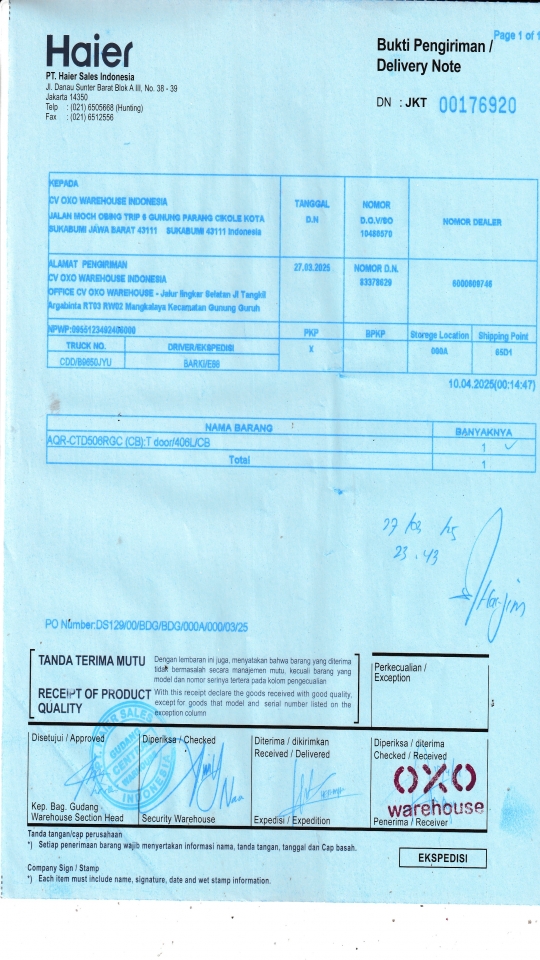 Page 1 of 1
Haier
Bukti Pengiriman /
Delivery Note
PT. Haier Sales Indonesia
Jl. Danau Sunter Barat Blok A III, No. 38 - 39
Jakarta 14350
Telp : (021) 6505668 (Hunting)
Fax : (021) 6512556
DN : JKT 00176920
KEPADA
CV OXO WAREHOUSE INDONESIA
JALAN MOCH OBING TRIP 6 GUNUNG PARANG CIKOLE KOTA
SUKABUMI JAWA BARAT 43111 SUKABUMI 43111 Indonesia
TANGGAL
D.N
NOMOR
D.O.V/SO
10485570
NOMOR DEALER
ALAMAT PENGIRIMAN
CV OXO WAREHOUSE INDONESIA
OFFICE CV OXO WAREHOUSE - Jalur lingkar Selatan Jl Tangkil
Argabinta RT03 RW02 Mangkalaya Kecamatan Gunung Guruh
27.03.2025
NOMOR D.N.
83378629
NPWP:
PKP
BPKP
Storege Location
Shipping Point
TRUCK NO.
DRIVER/EKSPEDISI
X
000A
65D1
CDD/B9650JYU
BARKI/E66
10.04.2025(00:14:47)
NAMA BARANG
BANYAKNYA
AQR-CTD506RGC (CB):T door/406L/CB
1
Total
1
27/03/25
23.43
PO Number:DS129/00/BDG/BDG/000A/000/03/25
TANDA TERIMA MUTU
Dengan lembaran ini juga, menyatakan bahwa barang yang diterima
tidak bermasalah secara manajemen mutu, kecuali barang yang
model dan nomor serinya tertera pada kolom pengecualian
RECEIPT OF PRODUCT
QUALITY
With this receipt declare the goods received with good quality,
except for goods that model and serial number listed on the
exception column
Perkecualian /
Exception
Disetujui / Approved
Diperiksa / Checked
Diterima / dikirimkan
Received / Delivered
Diperiksa / diterima
Checked / Received
OXO
warehouse
Kep. Bag. Gudang
Warehouse Section Head
Security Warehouse
Expedisi / Expedition
Penerima / Receiver
Tanda tangan/cap perusahaan
*) Setiap penerimaan barang wajib menyertakan informasi nama, tanda tangan, tanggal dan Cap basah.
EKSPEDISI
Company Sign / Stamp
*) Each item must include name, signature, date and wet stamp information.